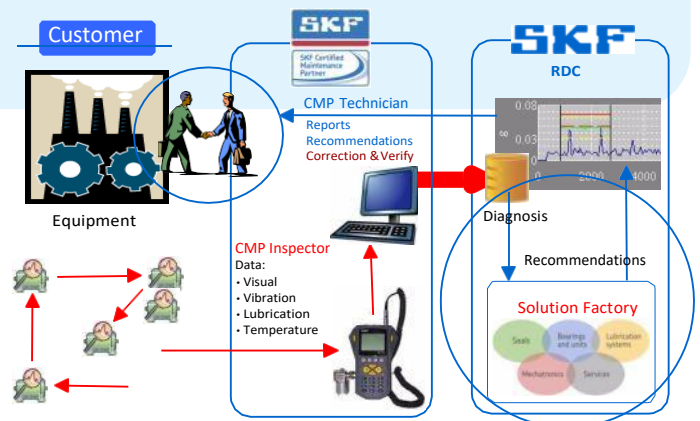 Customer
Equipment
SKF
SKF Certified
Maintenance
Partner
CMP Technician
Reports
Recommendations
Correction & Verify
CMP Inspector
Data:
• Visual
• Vibration
• Lubrication
• Temperature
SKF
RDC
0.08
0.03
0
g
0 2000 4000
Diagnosis
Recommendations
Solution Factory
Seals
Bearings
and units
Lubrication
systems
Mechatronics
Services